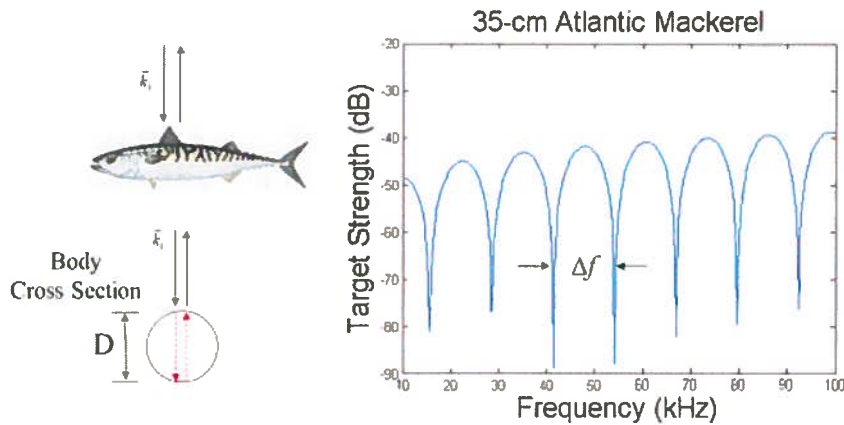 35-cm Atlantic Mackerel
k̄ᵢ
k̄ᵢ
Body
Cross Section
D
Target Strength (dB)
-20
-30
-40
-50
-60
-70
-80
-90
Δf
10 20 30 40 50 60 70 80 90 100
Frequency (kHz)